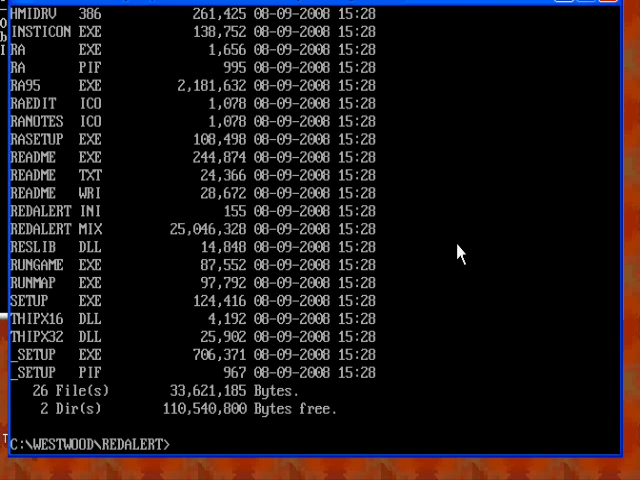 HMIDRV 386 261,425 08-09-2008 15:28
INSTICON EXE 138,752 08-09-2008 15:28
RA EXE 1,656 08-09-2008 15:28
RA PIF 995 08-09-2008 15:28
RA95 EXE 2,181,632 08-09-2008 15:28
RAEDIT ICO 1,078 08-09-2008 15:28
RANOTES ICO 1,078 08-09-2008 15:28
RASETUP EXE 108,498 08-09-2008 15:28
README EXE 244,874 08-09-2008 15:28
README TXT 24,366 08-09-2008 15:28
README WRI 28,672 08-09-2008 15:28
REDALERT INI 155 08-09-2008 15:28
REDALERT MIX 25,046,328 08-09-2008 15:28
RESLIB DLL 14,848 08-09-2008 15:28
RUNGAME EXE 87,552 08-09-2008 15:28
RUNMAP EXE 97,792 08-09-2008 15:28
SETUP EXE 124,416 08-09-2008 15:28
THIPX16 DLL 4,192 08-09-2008 15:28
THIPX32 DLL 25,902 08-09-2008 15:28
_SETUP EXE 706,371 08-09-2008 15:28
_SETUP PIF 967 08-09-2008 15:28
26 File(s) 33,621,185 Bytes.
2 Dir(s) 110,540,800 Bytes free.
C:\WESTWOOD\REDALERT>